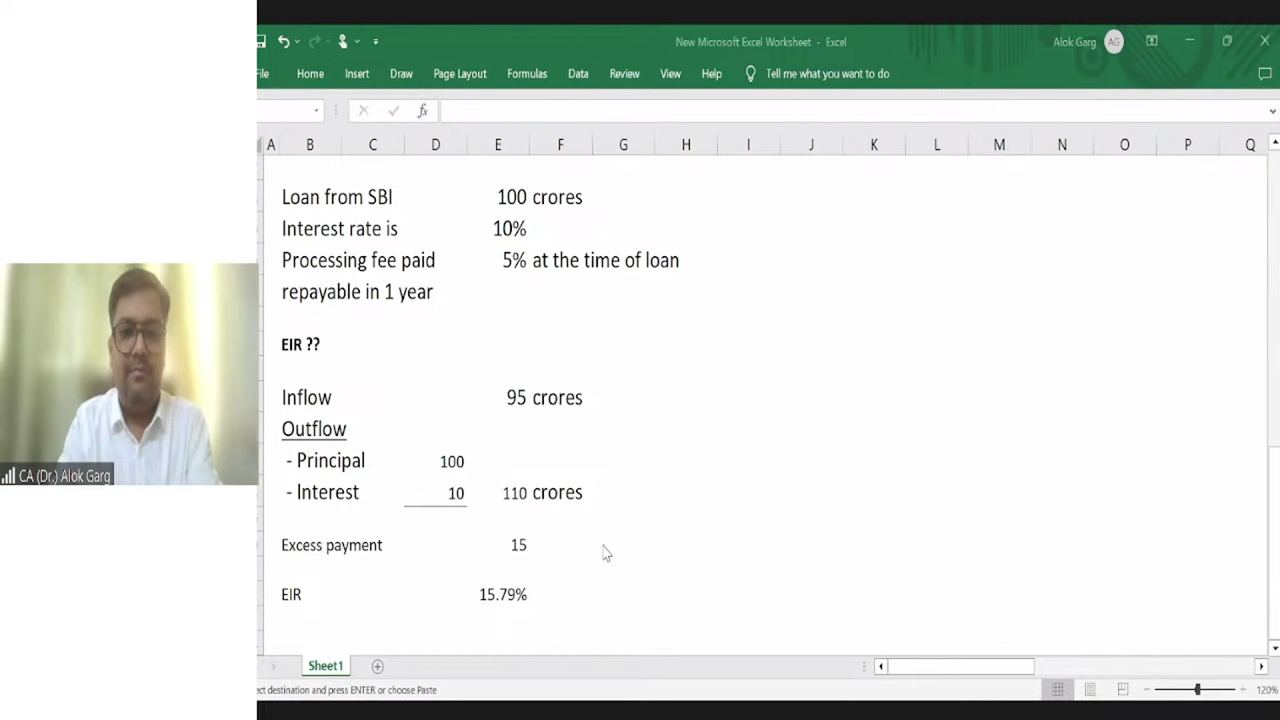 New Microsoft Excel Worksheet - Excel
Alok Garg AG
File Home Insert Draw Page Layout Formulas Data Review View Help Tell me what you want to do
fx
A B C D E F G H I J K L M N O P Q
Loan from SBI 100 crores
Interest rate is 10%
Processing fee paid 5% at the time of loan
repayable in 1 year
EIR ??
Inflow 95 crores
Outflow
- Principal 100
- Interest 10 110 crores
Excess payment 15
EIR 15.79%
CA (Dr.) Alok Garg
Sheet1
ect destination and press ENTER or choose Paste
120%